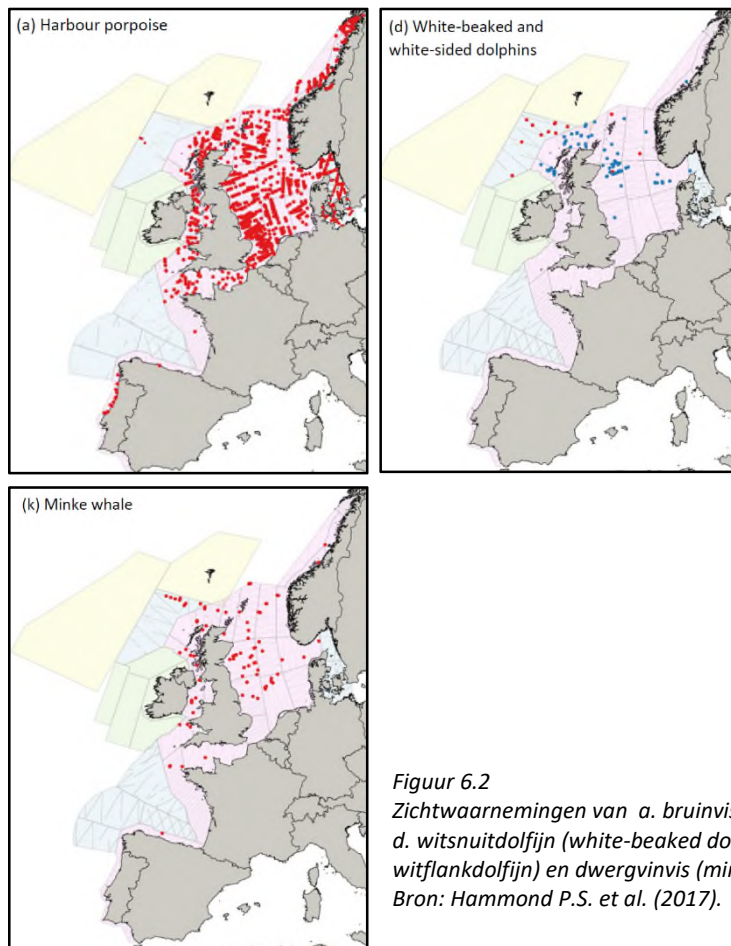 (a) Harbour porpoise
(d) White-beaked and
white-sided dolphins
(k) Minke whale
Figuur 6.2
Zichtwaarnemingen van a. bruinvis
d. witsnuitdolfijn (white-beaked do
witflankdolfijn) en dwergvinvis (min
Bron: Hammond P.S. et al. (2017).